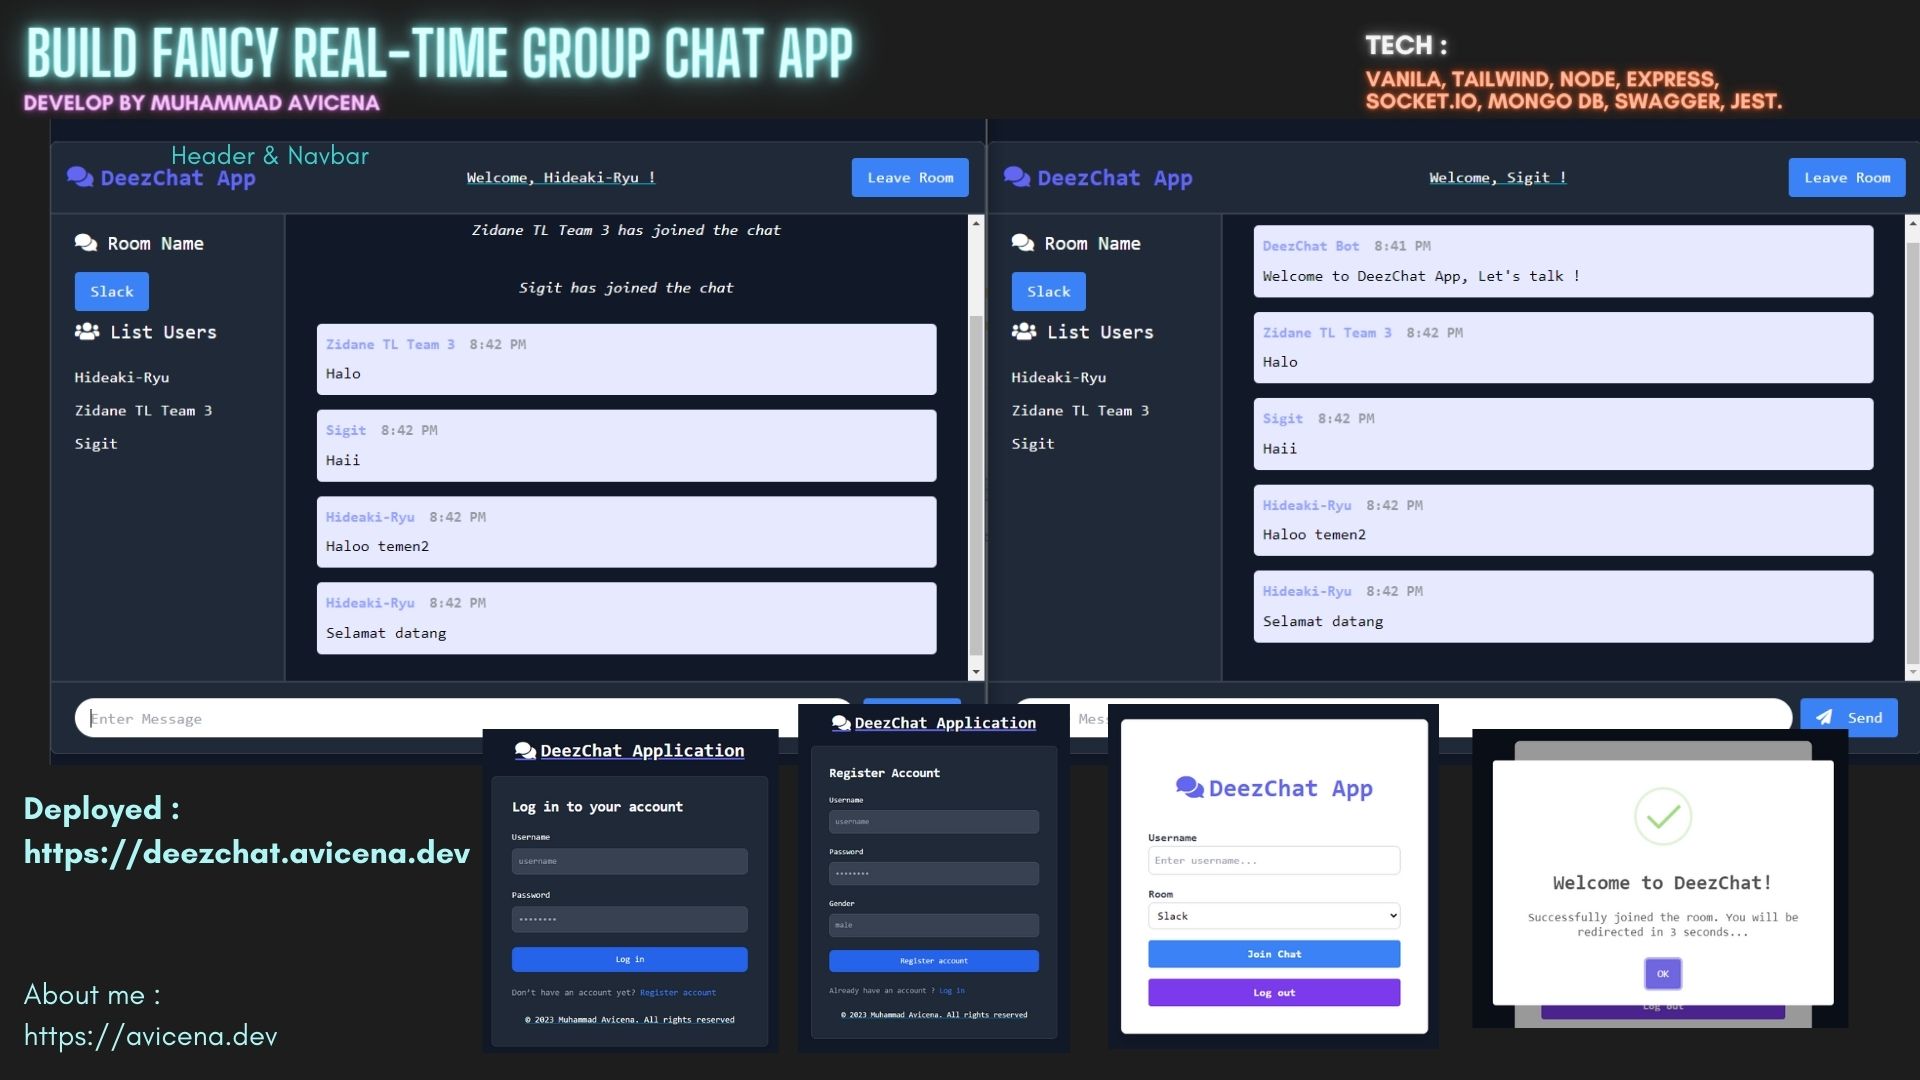 BUILD FANCY REAL-TIME GROUP CHAT APP
DEVELOP BY MUHAMMAD AVICENA
TECH :
VANILA, TAILWIND, NODE, EXPRESS,
SOCKET.IO, MONGO DB, SWAGGER, JEST.
Header & Navbar
DeezChat App
Welcome, Hideaki-Ryu !
Leave Room
Room Name
Slack
List Users
Hideaki-Ryu
Zidane TL Team 3
Sigit
Zidane TL Team 3 has joined the chat
Sigit has joined the chat
Zidane TL Team 3 8:42 PM
Halo
Sigit 8:42 PM
Haii
Hideaki-Ryu 8:42 PM
Haloo temen2
Hideaki-Ryu 8:42 PM
Selamat datang
Enter Message
DeezChat App
Welcome, Sigit !
Leave Room
Room Name
Slack
List Users
Hideaki-Ryu
Zidane TL Team 3
Sigit
DeezChat Bot 8:41 PM
Welcome to DeezChat App, Let's talk !
Zidane TL Team 3 8:42 PM
Halo
Sigit 8:42 PM
Haii
Hideaki-Ryu 8:42 PM
Haloo temen2
Hideaki-Ryu 8:42 PM
Selamat datang
Send
Deployed :
https://deezchat.avicena.dev
About me :
https://avicena.dev
DeezChat Application
Log in to your account
Username
username
Password
Log in
Don't have an account yet? Register account
© 2023 Muhammad Avicena. All rights reserved
DeezChat Application
Register Account
Username
username
Password
Gender
male
Register account
Already have an account ? Log in
© 2023 Muhammad Avicena. All rights reserved
DeezChat App
Username
Enter username...
Room
Slack
Join Chat
Log out
Welcome to DeezChat!
Successfully joined the room. You will be
redirected in 3 seconds...
OK
Log out